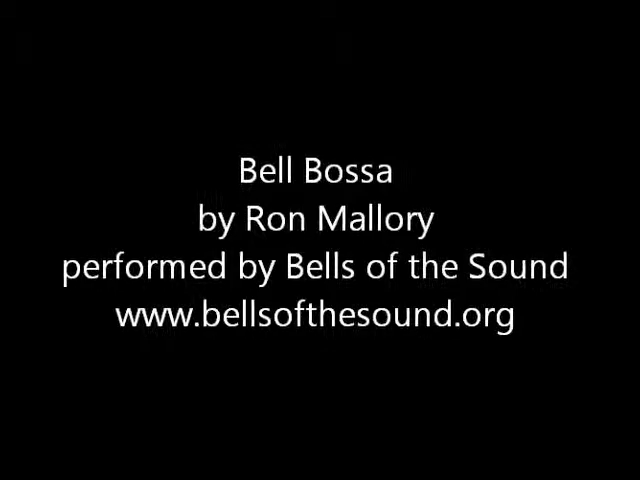 Bell Bossa
by Ron Mallory
performed by Bells of the Sound
www.bellsofthesound.org